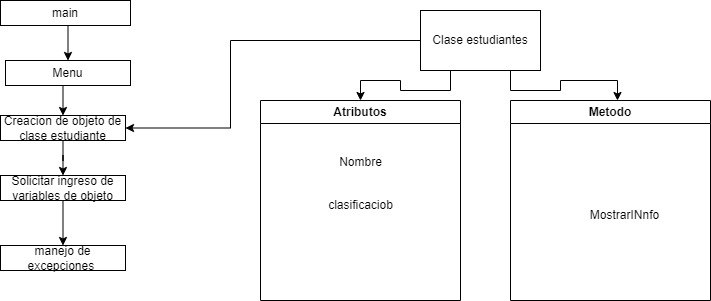 main
Menu
Creacion de objeto de
clase estudiante
Solicitar ingreso de
variables de objeto
manejo de
excepciones
Clase estudiantes
Atributos
Nombre
clasificaciob
Metodo
MostrarINnfo